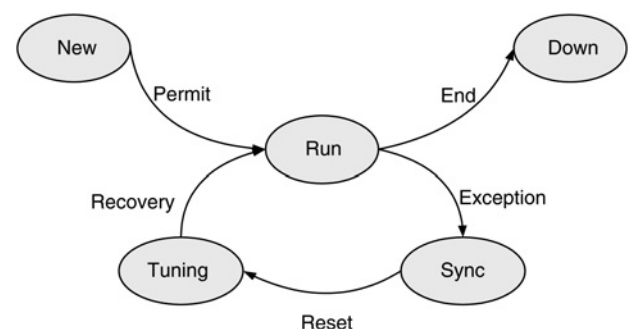 New
Down
Permit
End
Run
Recovery
Exception
Tuning
Sync
Reset